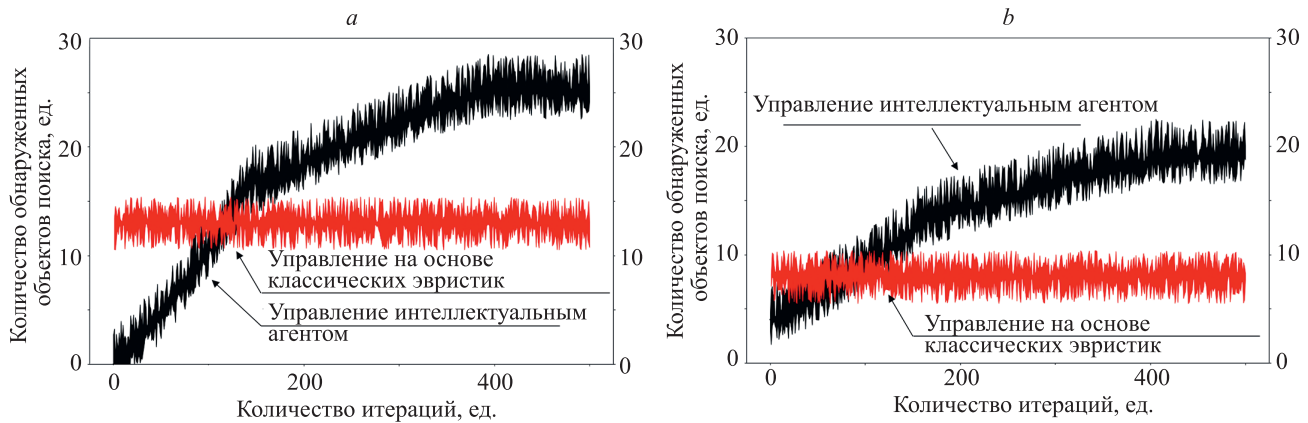 a
30
20
10
0
30
20
10
0
Количество обнаруженных
объектов поиска, ед.
Управление на основе
классических эвристик
Управление интеллектуальным
агентом
0
200
400
Количество итераций, ед.
b
30
20
10
0
30
20
10
0
Количество обнаруженных
объектов поиска, ед.
Управление интеллектуальным агентом
Управление на основе
классических эвристик
0
200
400
Количество итераций, ед.